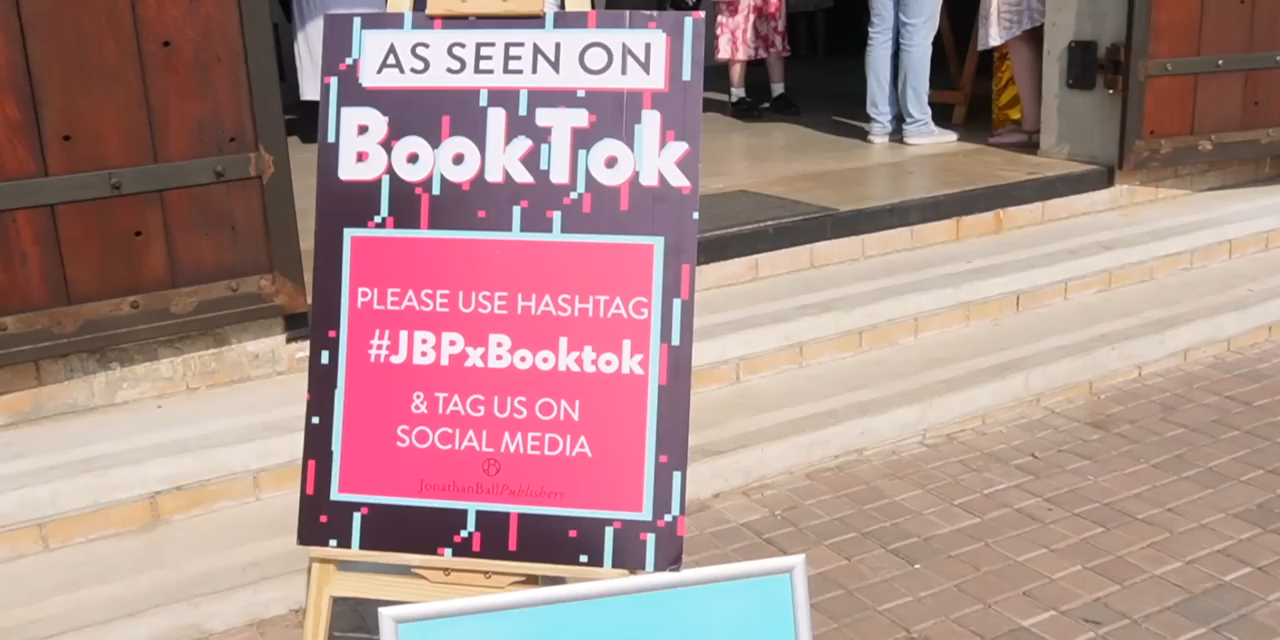 AS SEEN ON
BookTok
PLEASE USE HASHTAG
#JBPxBooktok
& TAG US ON
SOCIAL MEDIA
JonathanBallPublishers